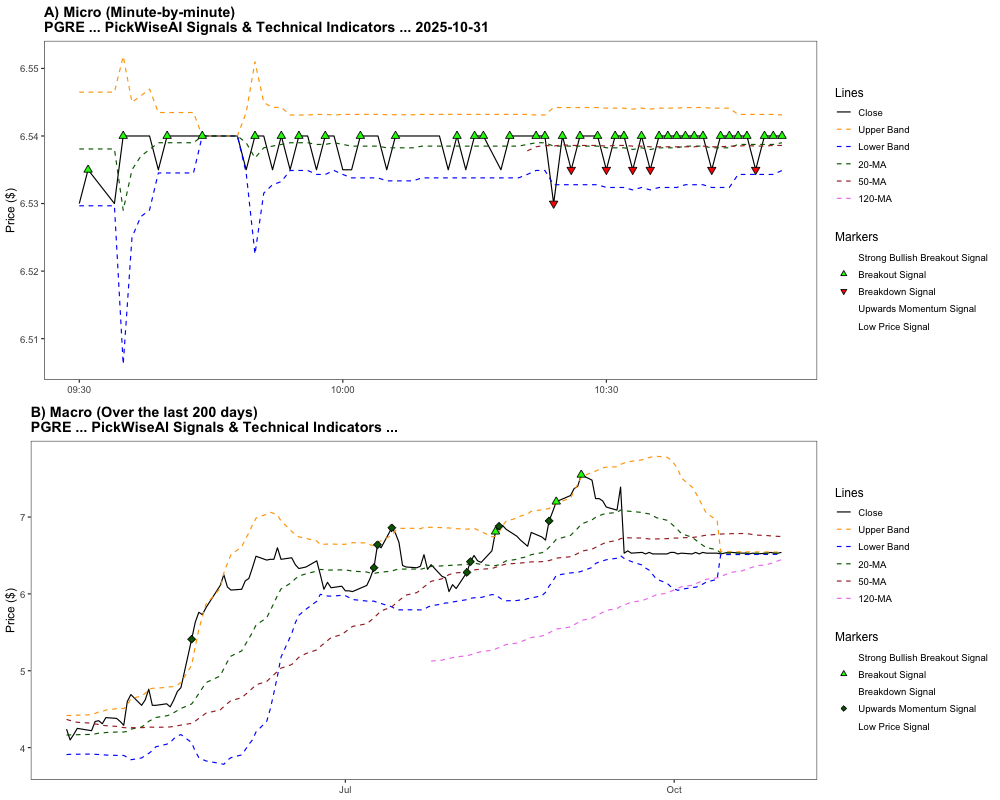 A) Micro (Minute-by-minute)
PGRE ... PickWiseAI Signals & Technical Indicators ... 2025-10-31
Price ($)
6.55
6.54
6.53
6.52
6.51
09:30
10:00
10:30
Lines
Close
Upper Band
Lower Band
20-MA
50-MA
120-MA
Markers
Strong Bullish Breakout Signal
Breakout Signal
Breakdown Signal
Upwards Momentum Signal
Low Price Signal
B) Macro (Over the last 200 days)
PGRE ... PickWiseAI Signals & Technical Indicators ...
Price ($)
7
6
5
4
Jul
Oct
Lines
Close
Upper Band
Lower Band
20-MA
50-MA
120-MA
Markers
Strong Bullish Breakout Signal
Breakout Signal
Breakdown Signal
Upwards Momentum Signal
Low Price Signal